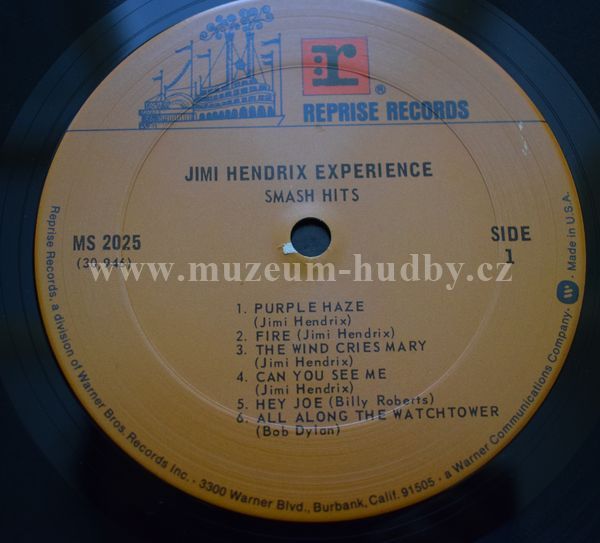 r
®
REPRISE RECORDS
JIMI HENDRIX EXPERIENCE
SMASH HITS
MS 2025
(30,946)
SIDE
1
www.muzeum-hudby.cz
1. PURPLE HAZE
(Jimi Hendrix)
2. FIRE (Jimi Hendrix)
3. THE WIND CRIES MARY
(Jimi Hendrix)
4. CAN YOU SEE ME
(Jimi Hendrix)
5. HEY JOE (Billy Roberts)
6. ALL ALONG THE WATCHTOWER
(Bob Dylan)
Reprise Records, a division of Warner Bros. Records Inc. · 3300 Warner Blvd., Burbank, Calif. 91505 · a Warner Communications Company · Made in U.S.A.